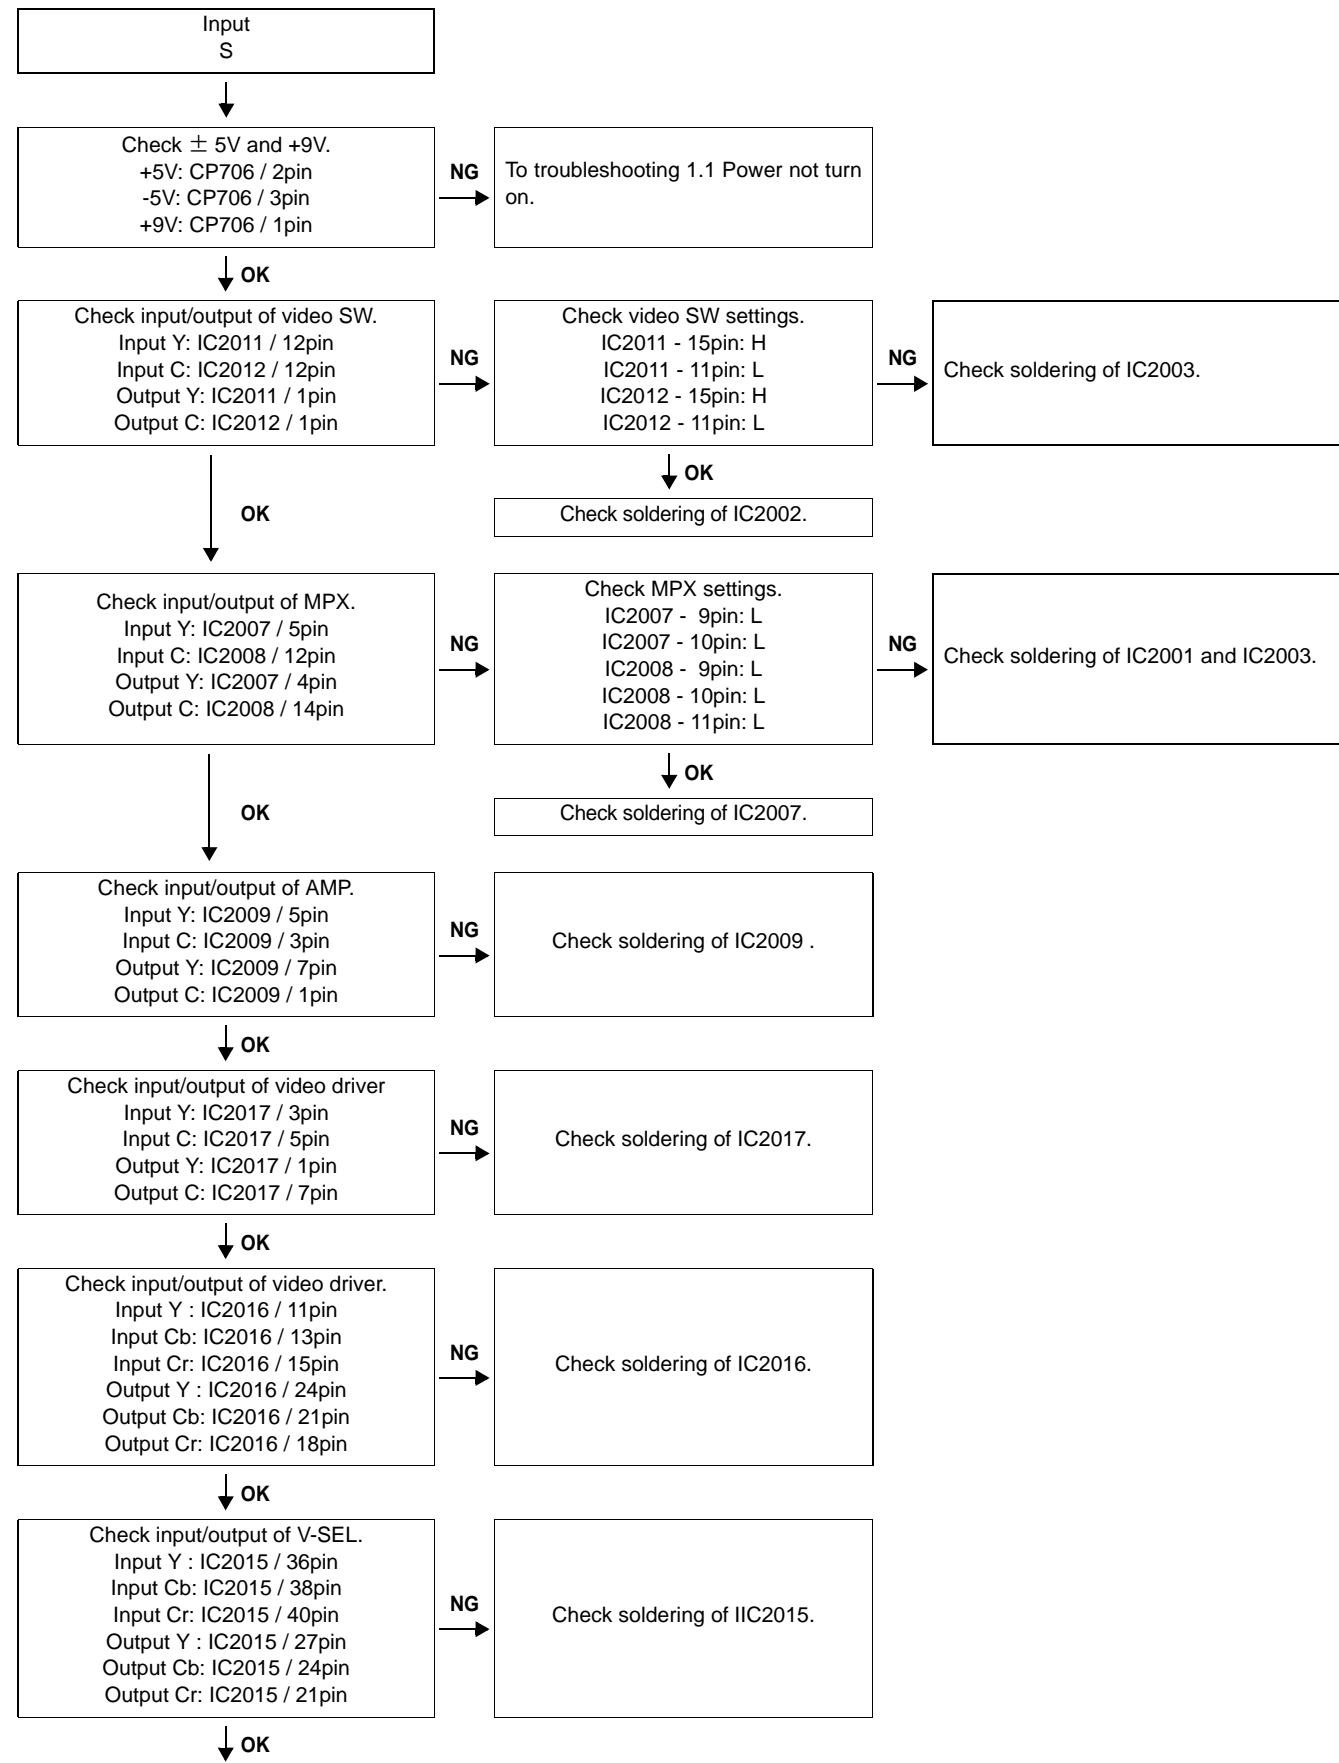 Input
S
Check ± 5V and +9V.
+5V: CP706 / 2pin
-5V: CP706 / 3pin
+9V: CP706 / 1pin
NG
To troubleshooting 1.1 Power not turn
on.
OK
Check input/output of video SW.
Input Y: IC2011 / 12pin
Input C: IC2012 / 12pin
Output Y: IC2011 / 1pin
Output C: IC2012 / 1pin
NG
Check video SW settings.
IC2011 - 15pin: H
IC2011 - 11pin: L
IC2012 - 15pin: H
IC2012 - 11pin: L
NG
Check soldering of IC2003.
OK
Check soldering of IC2002.
OK
Check input/output of MPX.
Input Y: IC2007 / 5pin
Input C: IC2008 / 12pin
Output Y: IC2007 / 4pin
Output C: IC2008 / 14pin
NG
Check MPX settings.
IC2007 -  9pin: L
IC2007 - 10pin: L
IC2008 -  9pin: L
IC2008 - 10pin: L
IC2008 - 11pin: L
NG
Check soldering of IC2001 and IC2003.
OK
Check soldering of IC2007.
OK
Check input/output of AMP.
Input Y: IC2009 / 5pin
Input C: IC2009 / 3pin
Output Y: IC2009 / 7pin
Output C: IC2009 / 1pin
NG
Check soldering of IC2009 .
OK
Check input/output of video driver
Input Y: IC2017 / 3pin
Input C: IC2017 / 5pin
Output Y: IC2017 / 1pin
Output C: IC2017 / 7pin
NG
Check soldering of IC2017.
OK
Check input/output of video driver.
Input Y : IC2016 / 11pin
Input Cb: IC2016 / 13pin
Input Cr: IC2016 / 15pin
Output Y : IC2016 / 24pin
Output Cb: IC2016 / 21pin
Output Cr: IC2016 / 18pin
NG
Check soldering of IC2016.
OK
Check input/output of V-SEL.
Input Y : IC2015 / 36pin
Input Cb: IC2015 / 38pin
Input Cr: IC2015 / 40pin
Output Y : IC2015 / 27pin
Output Cb: IC2015 / 24pin
Output Cr: IC2015 / 21pin
NG
Check soldering of IIC2015.
OK